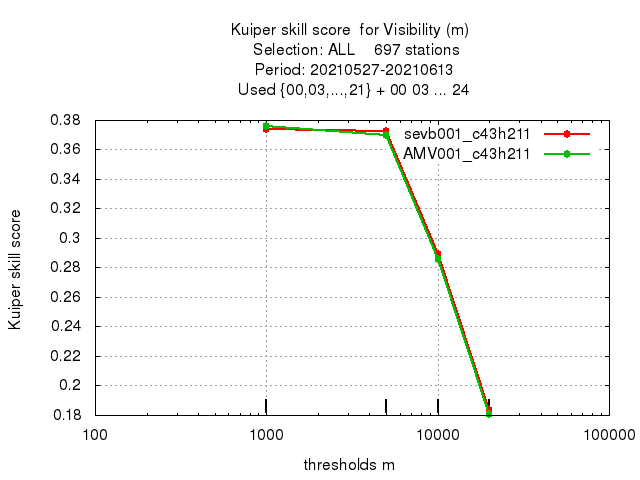 Kuiper skill score  for Visibility (m)
Selection: ALL    697 stations
Period: 20210527-20210613
Used {00,03,...,21} + 00 03 ... 24
sevb001_c43h211
AMV001_c43h211
Kuiper skill score
0.38
0.36
0.34
0.32
0.3
0.28
0.26
0.24
0.22
0.2
0.18
100 1000 10000 100000
thresholds m